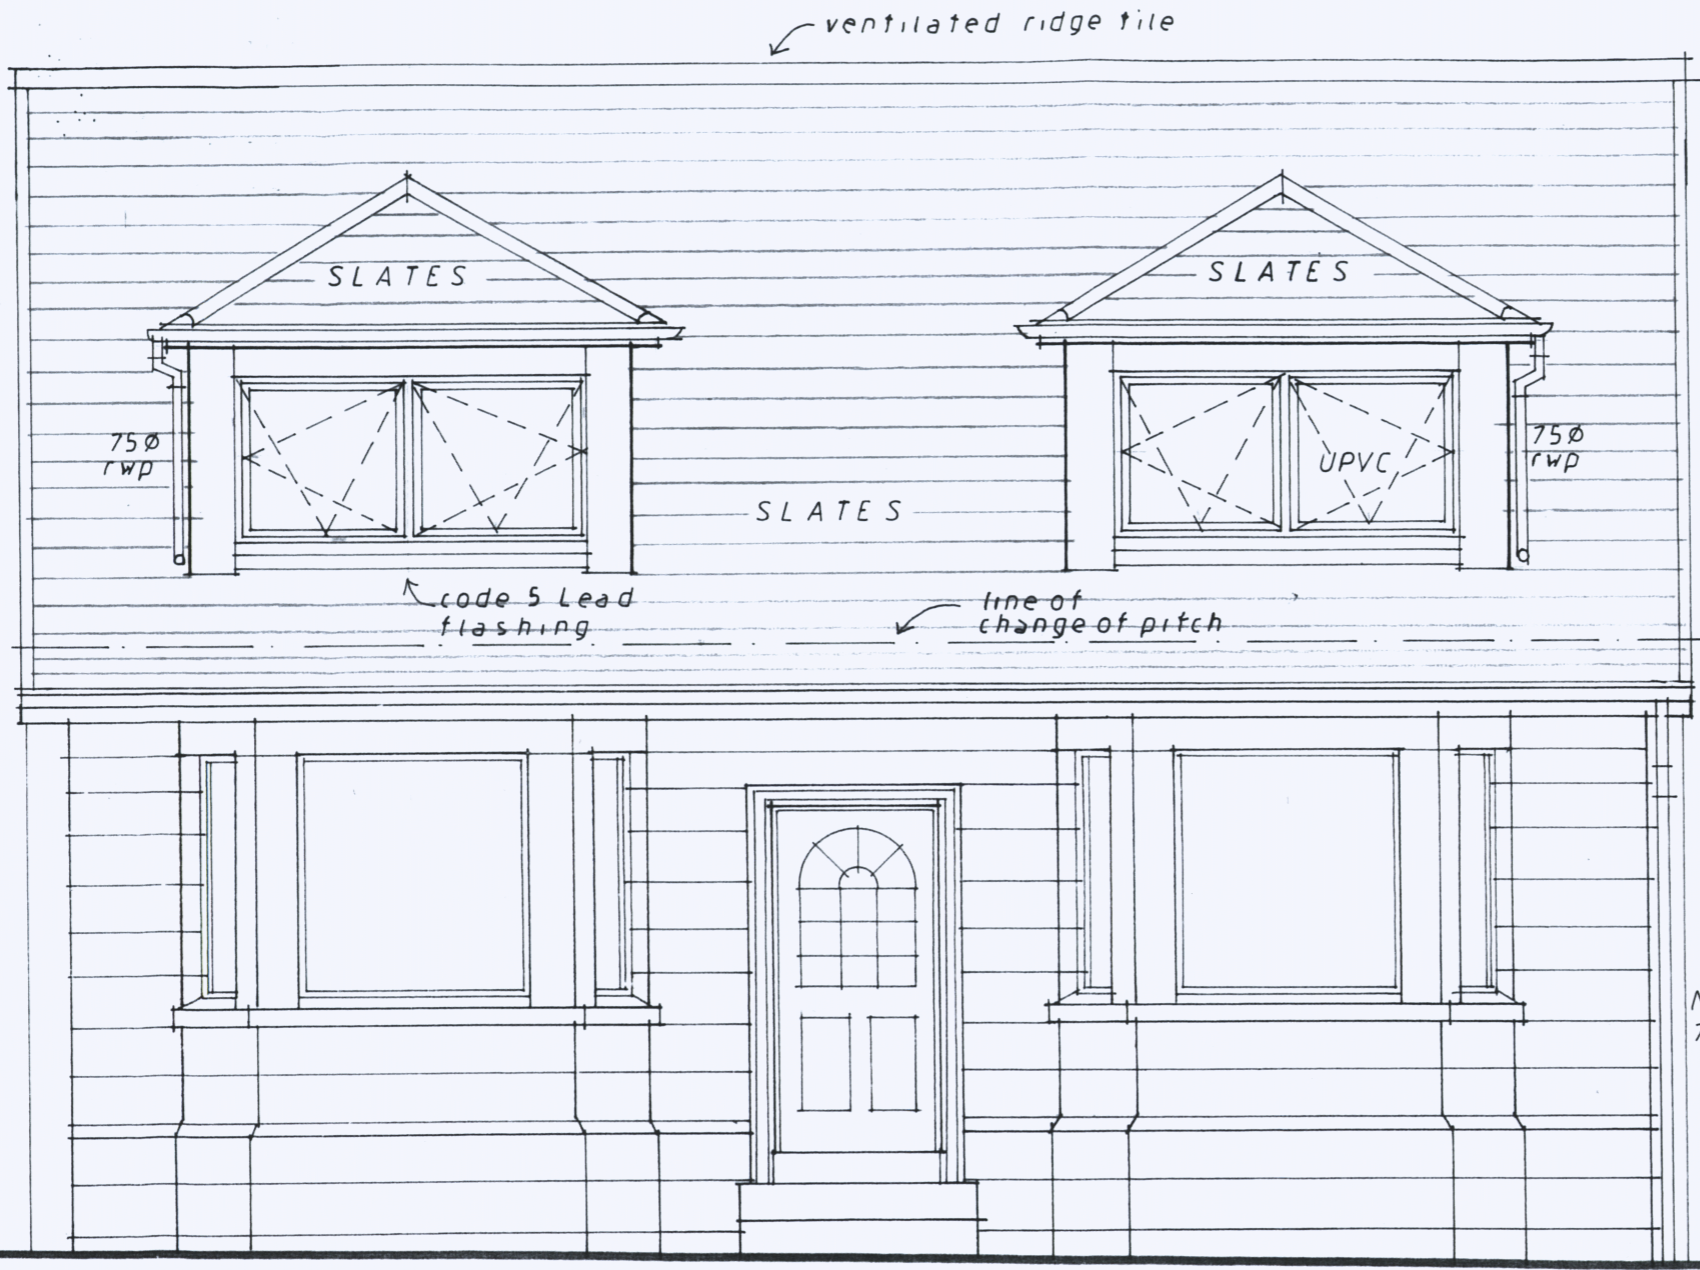 ventilated ridge tile
SLATES
SLATES
75Ø
rwp
75Ø
rwp
UPVC
SLATES
code 5 Lead
flashing
line of
change of pitch